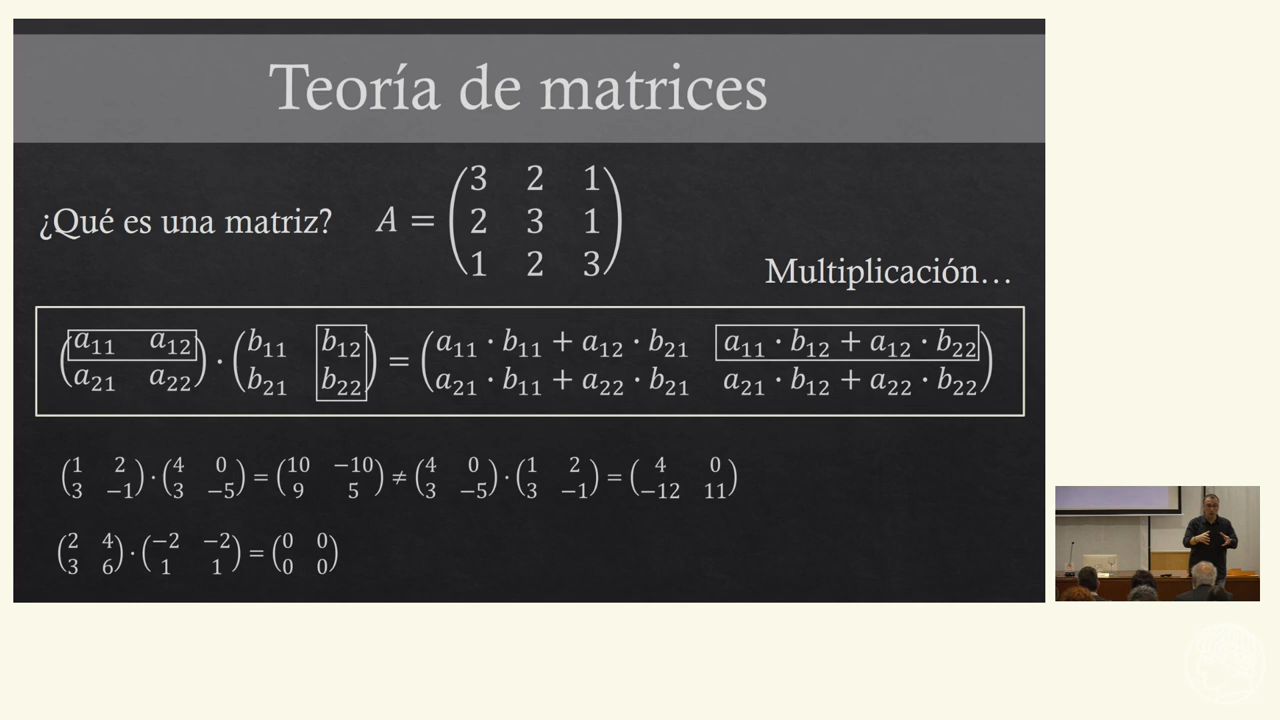 Teoría de matrices
¿Qué es una matriz? A = (3 2 1
2 3 1
1 2 3)
Multiplicación…
(a₁₁ a₁₂
a₂₁ a₂₂) · (b₁₁ b₁₂
b₂₁ b₂₂) = (a₁₁ · b₁₁ + a₁₂ · b₂₁ a₁₁ · b₁₂ + a₁₂ · b₂₂
a₂₁ · b₁₁ + a₂₂ · b₂₁ a₂₁ · b₁₂ + a₂₂ · b₂₂)
(1 2
3 −1) · (4 0
3 −5) = (10 −10
9 5) ≠ (4 0
3 −5) · (1 2
3 −1) = (4 0
−12 11)
(2 4
3 6) · (−2 −2
1 1) = (0 0
0 0)